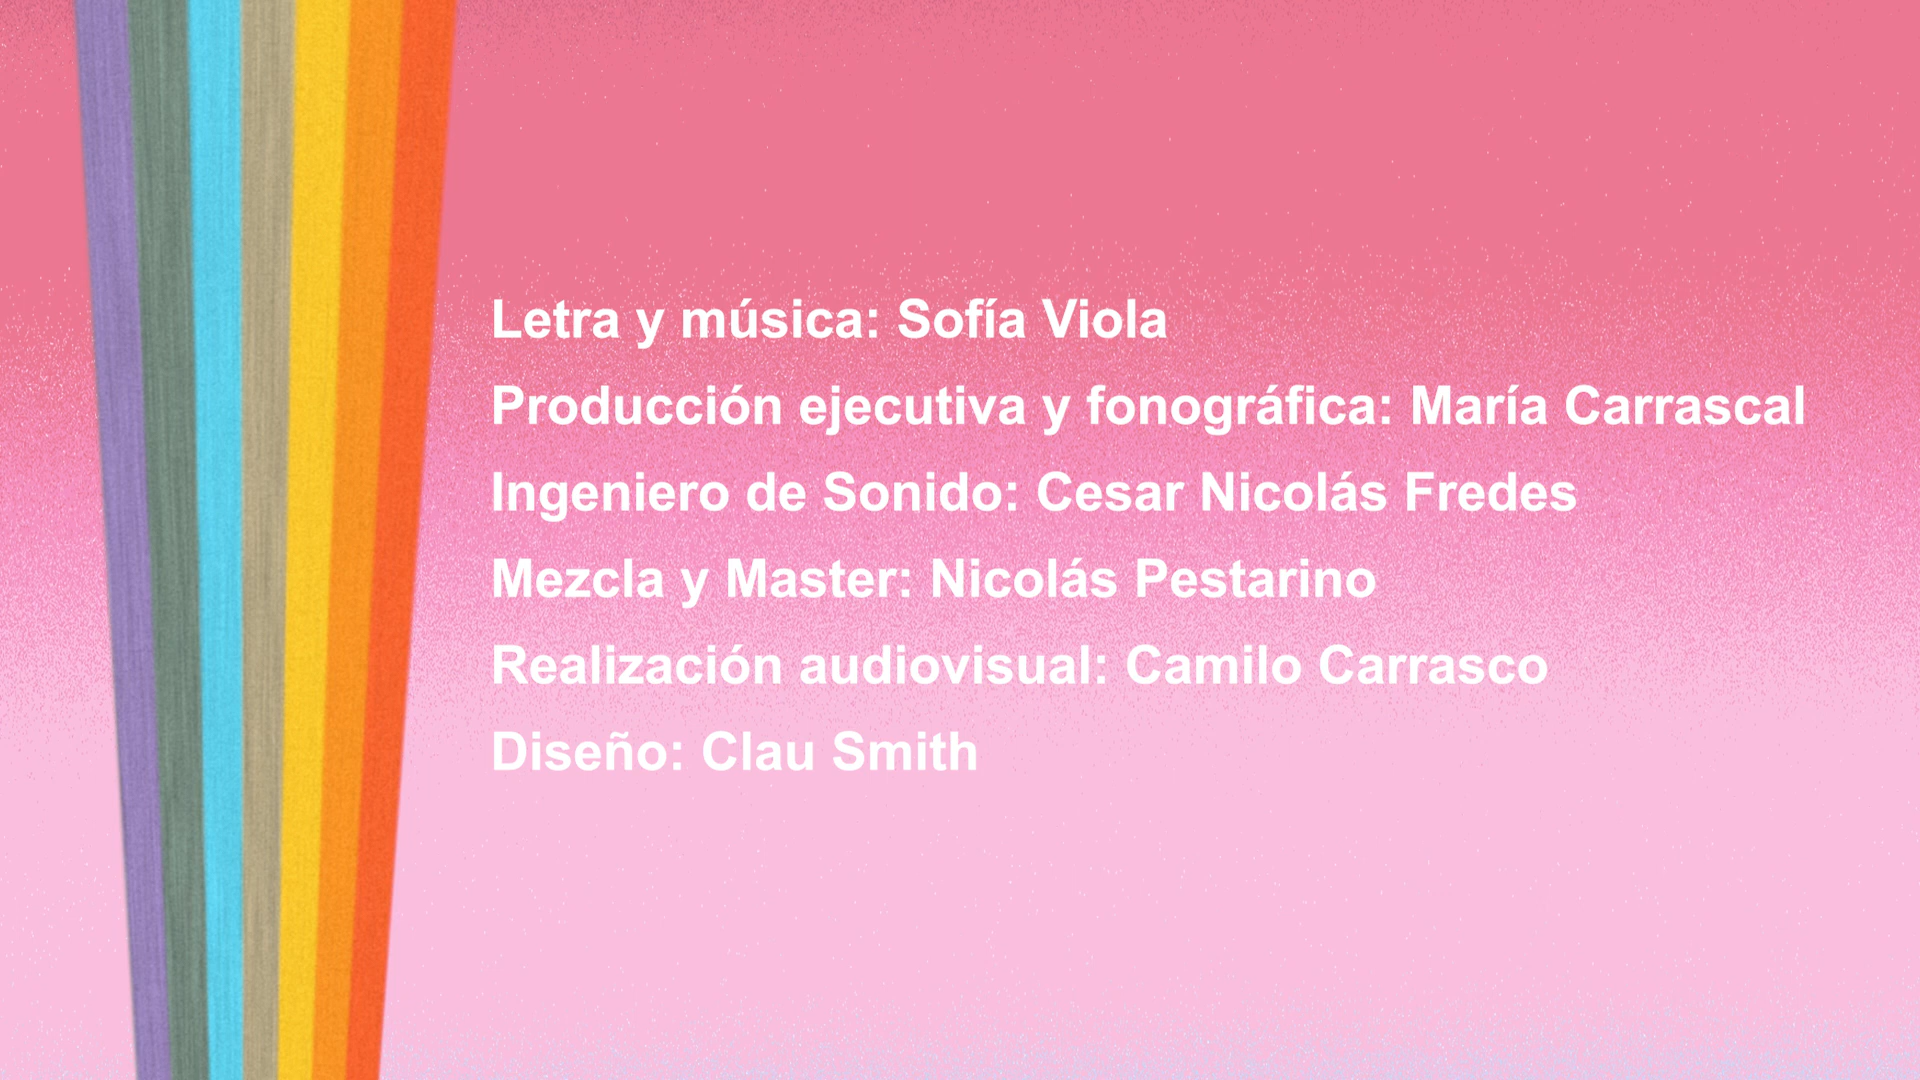 Letra y música: Sofía Viola
Producción ejecutiva y fonográfica: María Carrascal
Ingeniero de Sonido: Cesar Nicolás Fredes
Mezcla y Master: Nicolás Pestarino
Realización audiovisual: Camilo Carrasco
Diseño: Clau Smith